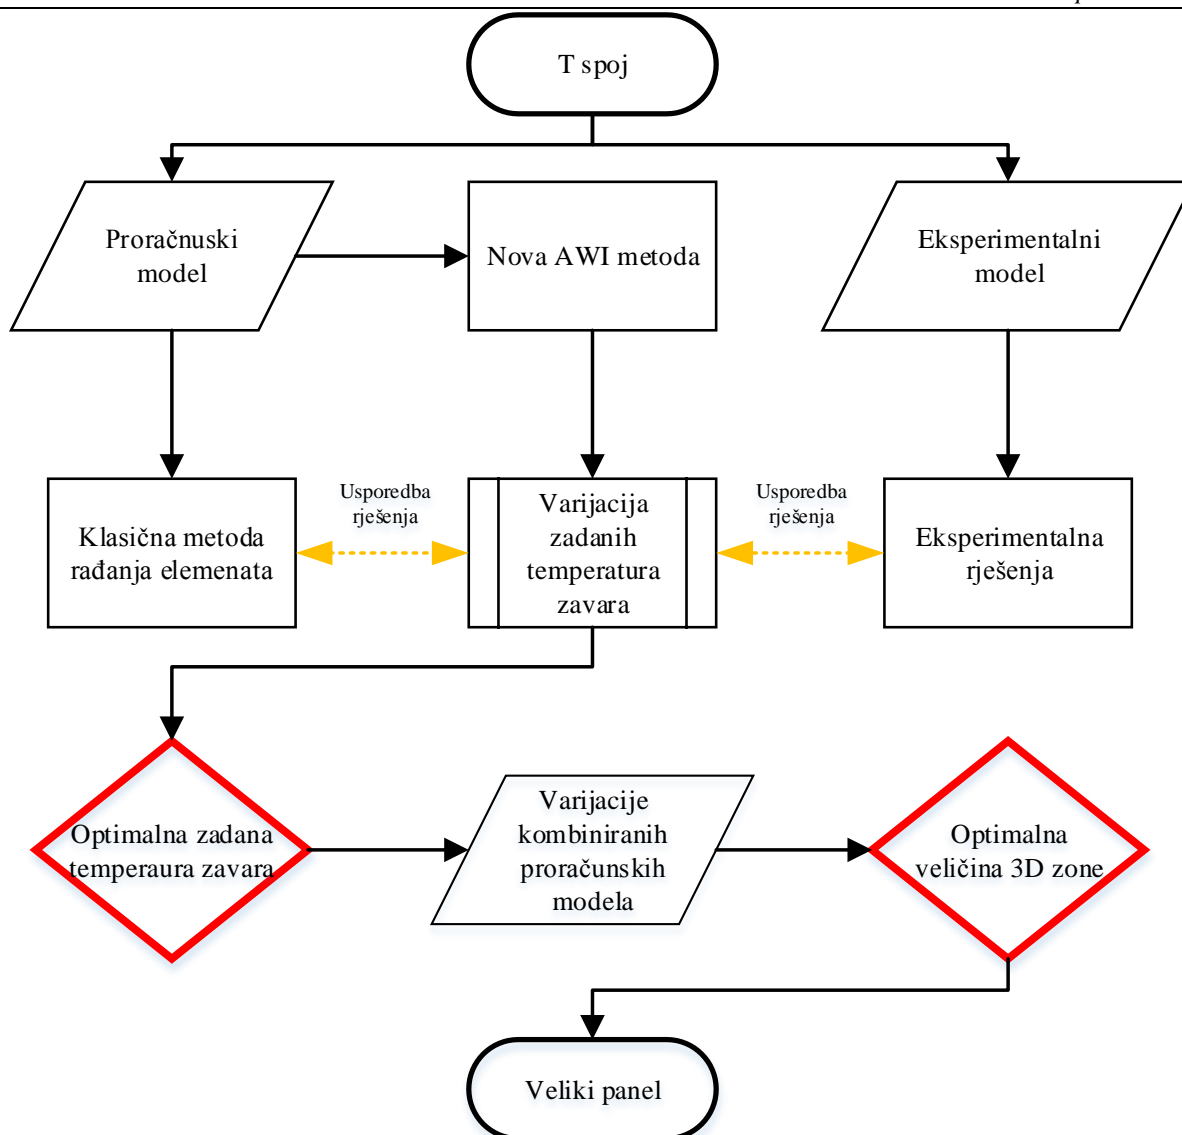 T spoj
Proračnuski
model
Nova AWI metoda
Eksperimentalni
model
Klasična metoda
rađanja elemenata
Usporedba
rješenja
Varijacija
zadanih
temperatura
zavara
Usporedba
rješenja
Eksperimentalna
rješenja
Optimalna zadana
temperaura zavara
Varijacije
kombiniranih
proračunskih
modela
Optimalna
veličina 3D zone
Veliki panel